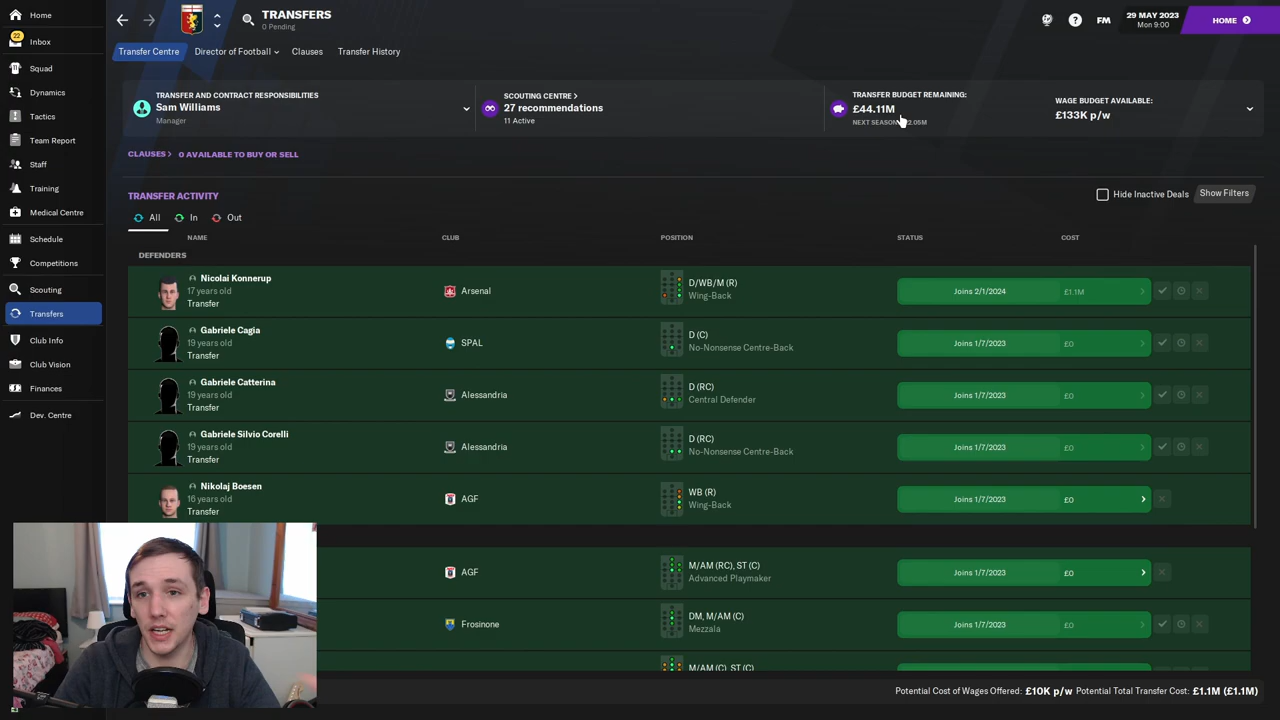 Home
22
Inbox
Squad
Dynamics
Tactics
Team Report
Staff
Training
Medical Centre
Schedule
Competitions
Scouting
Transfers
Club Info
Club Vision
Finances
Dev. Centre
TRANSFERS
0 Pending
FM
29 MAY 2023
Mon 9:00
HOME
Transfer Centre
Director of Football
Clauses
Transfer History
TRANSFER AND CONTRACT RESPONSIBILITIES
Sam Williams
Manager
SCOUTING CENTRE >
27 recommendations
11 Active
TRANSFER BUDGET REMAINING:
£44.11M
NEXT SEASON
WAGE BUDGET AVAILABLE:
£133K p/w
CLAUSES > 0 AVAILABLE TO BUY OR SELL
TRANSFER ACTIVITY
Hide Inactive Deals
Show Filters
All In Out
NAME CLUB POSITION STATUS COST
DEFENDERS
Nicolai Konnerup
17 years old
Transfer
Arsenal
D/WB/M (R)
Wing-Back
Joins 2/1/2024 £1.1M
Gabriele Cagia
19 years old
Transfer
SPAL
D (C)
No-Nonsense Centre-Back
Joins 1/7/2023 £0
Gabriele Catterina
19 years old
Transfer
Alessandria
D (RC)
Central Defender
Joins 1/7/2023 £0
Gabriele Silvio Corelli
19 years old
Transfer
Alessandria
D (RC)
No-Nonsense Centre-Back
Joins 1/7/2023 £0
Nikolaj Boesen
16 years old
Transfer
AGF
WB (R)
Wing-Back
Joins 1/7/2023 £0
AGF
M/AM (RC), ST (C)
Advanced Playmaker
Joins 1/7/2023 £0
Frosinone
DM, M/AM (C)
Mezzala
Joins 1/7/2023 £0
M/AM (C), ST (C)
Potential Cost of Wages Offered: £10K p/w Potential Total Transfer Cost: £1.1M (£1.1M)